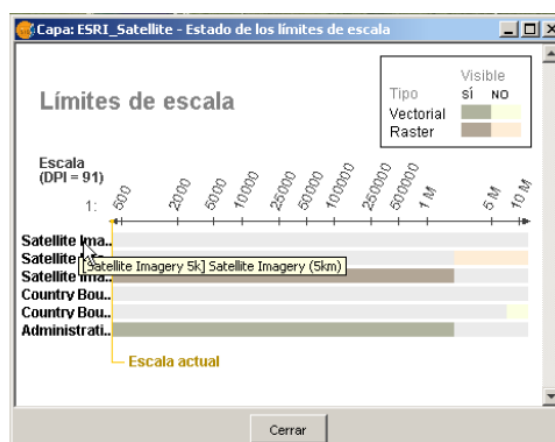 Capa: ESRI_Satellite - Estado de los límites de escala
Límites de escala
Visible
Tipo SÍ NO
Vectorial
Raster
Escala
(DPI = 91)
1: 500 2000 5000 10000 25000 50000 100000 250000 500000 1 M 5 M 10 M
Satellite Ima..
Satellite
[Satellite Imagery 5k] Satellite Imagery (5km)
Satellite Ima..
Country Bou..
Country Bou..
Administrati..
Escala actual
Cerrar